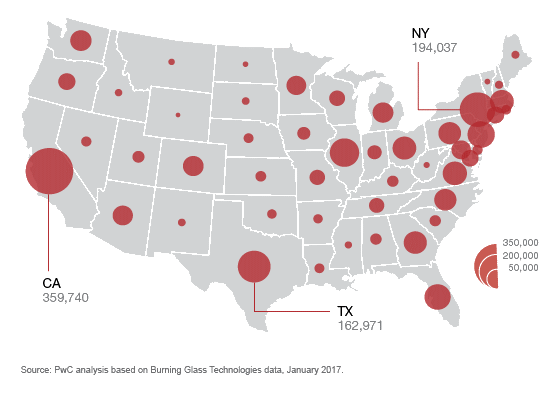 NY
194,037
350,000
200,000
50,000
CA
359,740
TX
162,971
Source: PwC analysis based on Burning Glass Technologies data, January 2017.